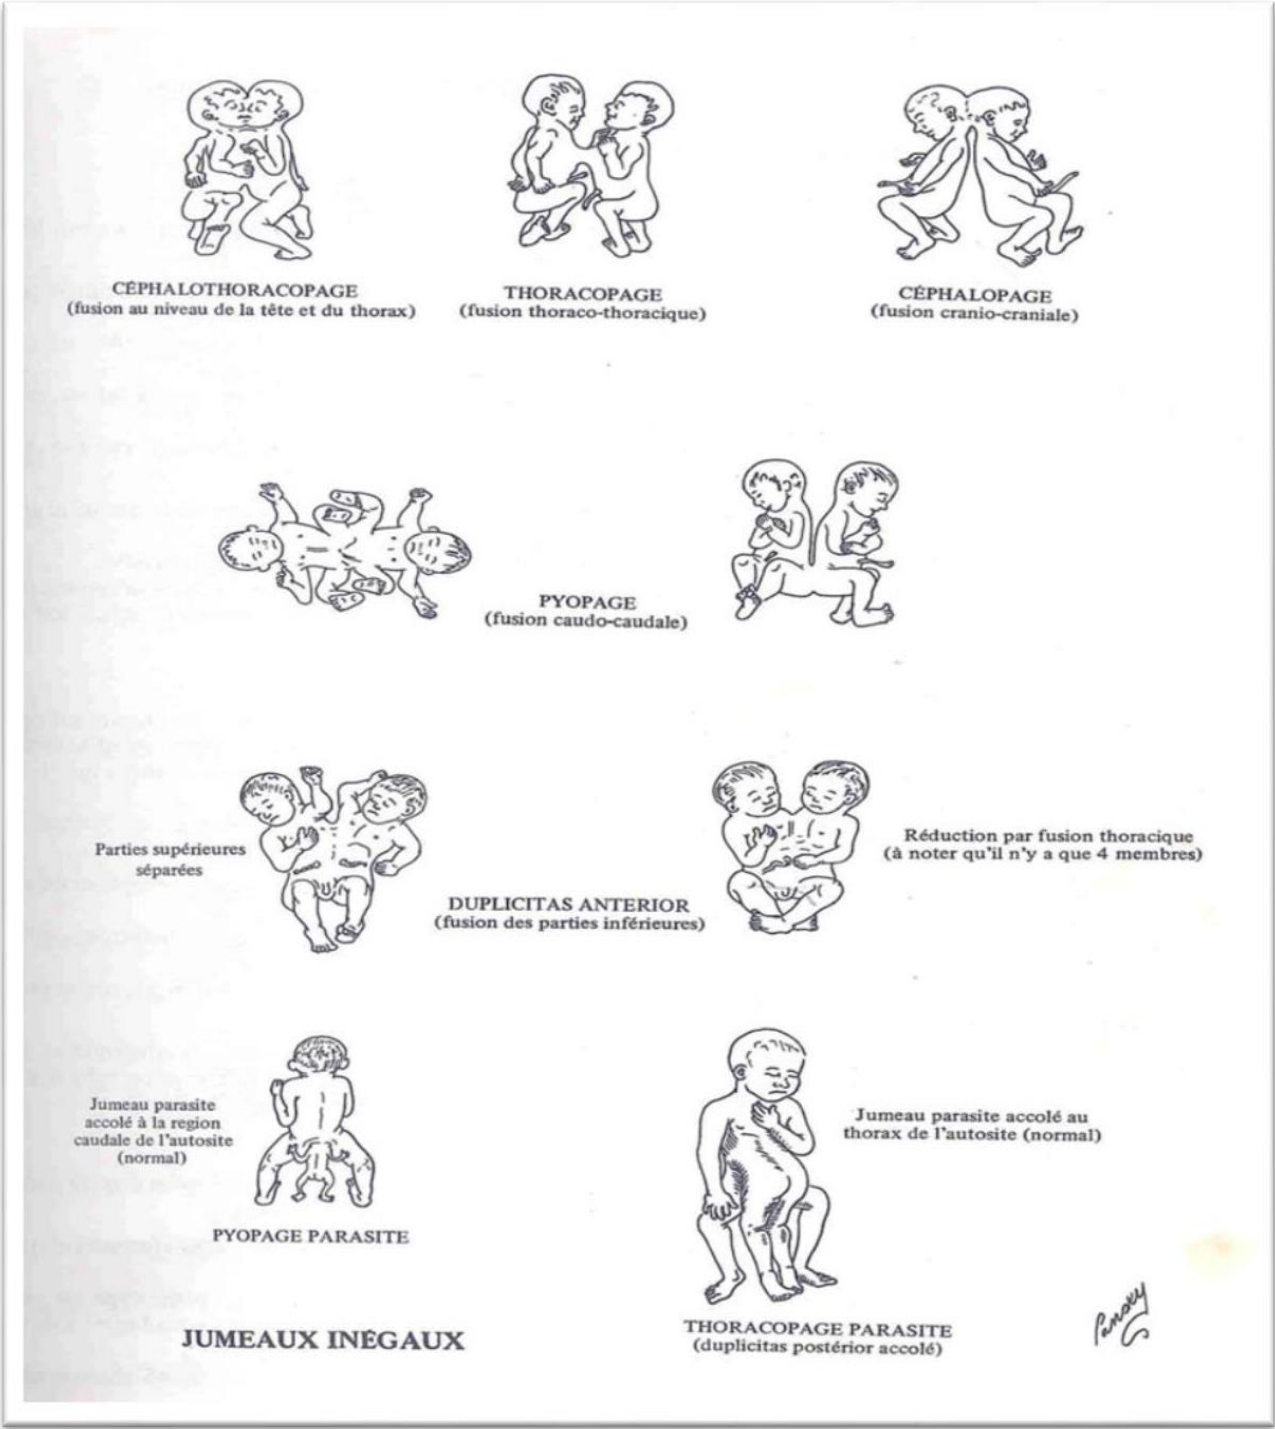 CÉPHALOTHORACOPAGE
(fusion au niveau de la tête et du thorax)
THORACOPAGE
(fusion thoraco-thoracique)
CÉPHALOPAGE
(fusion cranio-craniale)
PYOPAGE
(fusion caudo-caudale)
Parties supérieures
séparées
DUPLICITAS ANTERIOR
(fusion des parties inférieures)
Réduction par fusion thoracique
(à noter qu'il n'y a que 4 membres)
Jumeau parasite
accolé à la region
caudale de l'autosite
(normal)
PYOPAGE PARASITE
Jumeau parasite accolé au
thorax de l'autosite (normal)
THORACOPAGE PARASITE
(duplicitas postérior accolé)
JUMEAUX INÉGAUX
Pansky